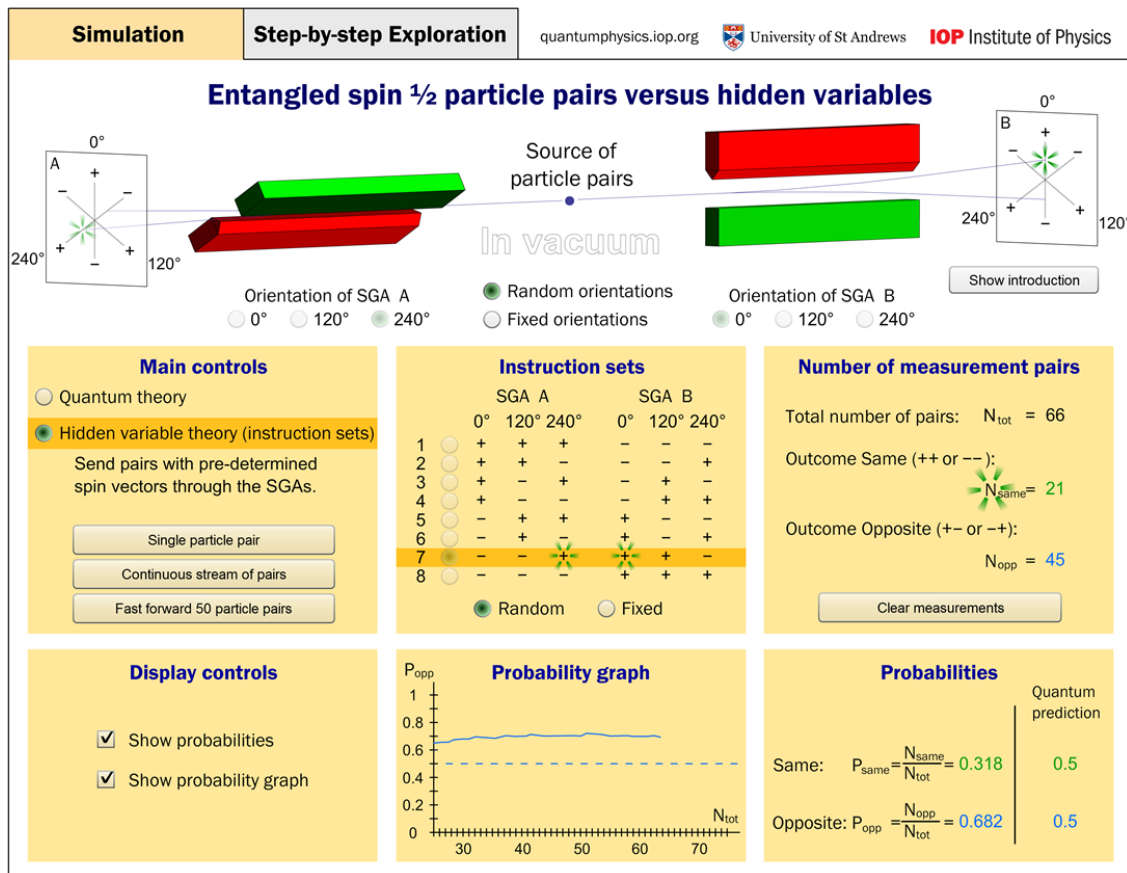 Simulation
Step-by-step Exploration
quantumphysics.iop.org
University of St Andrews
IOP Institute of Physics
Entangled spin ½ particle pairs versus hidden variables
A
0°
+
−
−
+
+
−
240°
120°
Source of
particle pairs
In vacuum
B
0°
+
−
−
+
+
−
240°
120°
Show introduction
Orientation of SGA A
0°
120°
240°
Random orientations
Fixed orientations
Orientation of SGA B
0°
120°
240°
Main controls
Quantum theory
Hidden variable theory (instruction sets)
Send pairs with pre-determined
spin vectors through the SGAs.
Single particle pair
Continuous stream of pairs
Fast forward 50 particle pairs
Instruction sets
SGA A SGA B
0° 120° 240° 0° 120° 240°
1 + + + − − −
2 + + − − − +
3 + − + − + −
4 + − − − + +
5 − + + + − −
6 − + − + − +
7 − − + + + −
8 − − − + + +
Random Fixed
Number of measurement pairs
Total number of pairs: Ntot = 66
Outcome Same (++ or −−):
Nsame = 21
Outcome Opposite (+− or −+):
Nopp = 45
Clear measurements
Display controls
Show probabilities
Show probability graph
Probability graph
Popp
1
0.8
0.6
0.4
0.2
0
Ntot
30 40 50 60 70
Probabilities
Quantum
prediction
Same: Psame = Nsame/Ntot = 0.318 0.5
Opposite: Popp = Nopp/Ntot = 0.682 0.5